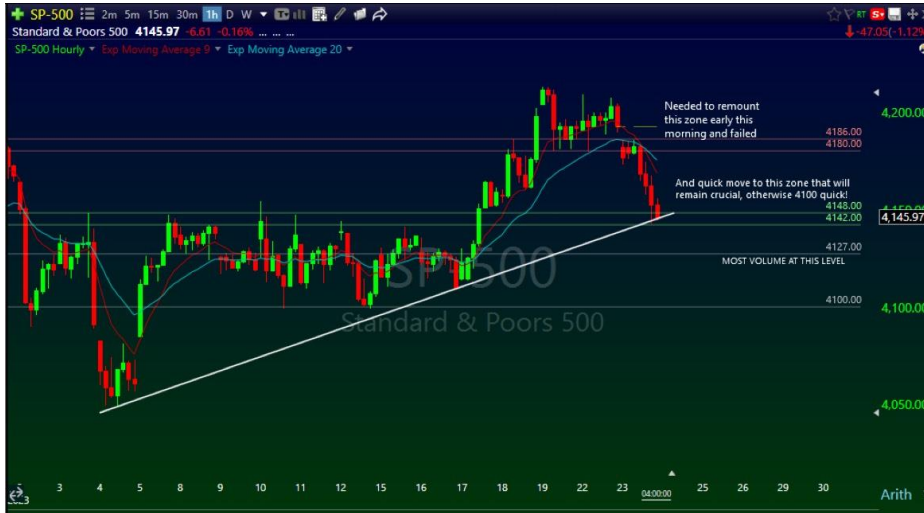 SP-500 2m 5m 15m 30m 1h D W RT
Standard & Poors 500 4145.97 -6.61 -0.16% ... ... ... -47.05(-1.12%
SP-500 Hourly Exp Moving Average 9 Exp Moving Average 20
4,200.00
Needed to remount
this zone early this
morning and failed
4186.00
4180.00
And quick move to this zone that will
remain crucial, otherwise 4100 quick!
4148.00
4142.00
4,145.97
4127.00
MOST VOLUME AT THIS LEVEL
SP-500
4100.00
4,100.00
Standard & Poors 500
4,050.00
3 4 5 8 9 10 11 12 15 16 17 18 19 22 23 04:00:00 25 26 29 30
Arith